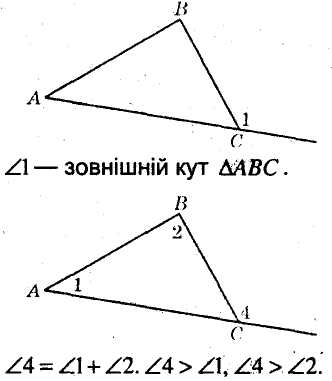 B
A
1
C
∠1 — зовнішній кут ΔABC.
B
2
A
1
4
C
∠4 = ∠1 + ∠2. ∠4 > ∠1, ∠4 > ∠2.